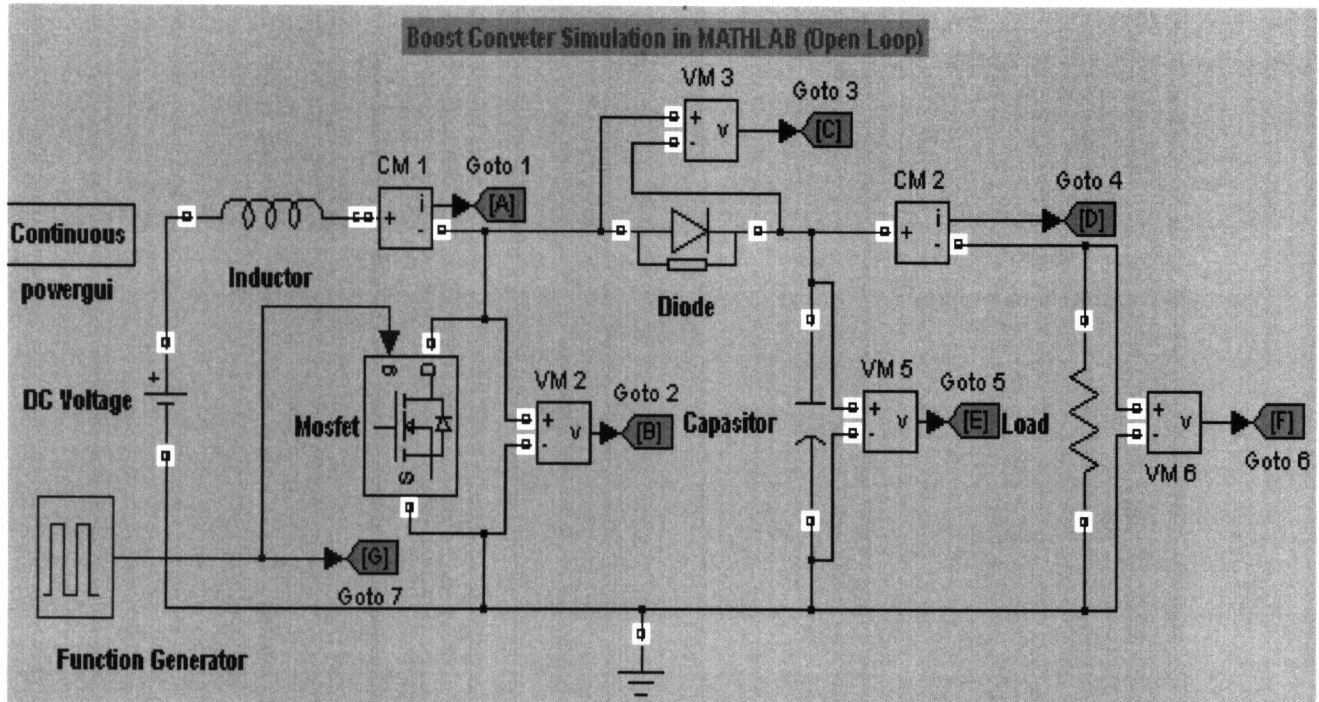 Boost Conveter Simulation in MATHLAB (Open Loop)
VM 3
Goto 3
+
-
v
[C]
CM 1
Goto 1
+
i
-
[A]
CM 2
Goto 4
+
i
-
[D]
Continuous
powergui
Inductor
Diode
DC Voltage
+
Mosfet
g
D
S
VM 2
Goto 2
+
-
v
[B]
Capasitor
VM 5
Goto 5
+
-
v
[E]
Load
+
-
v
VM 6
[F]
Goto 6
[G]
Goto 7
Function Generator